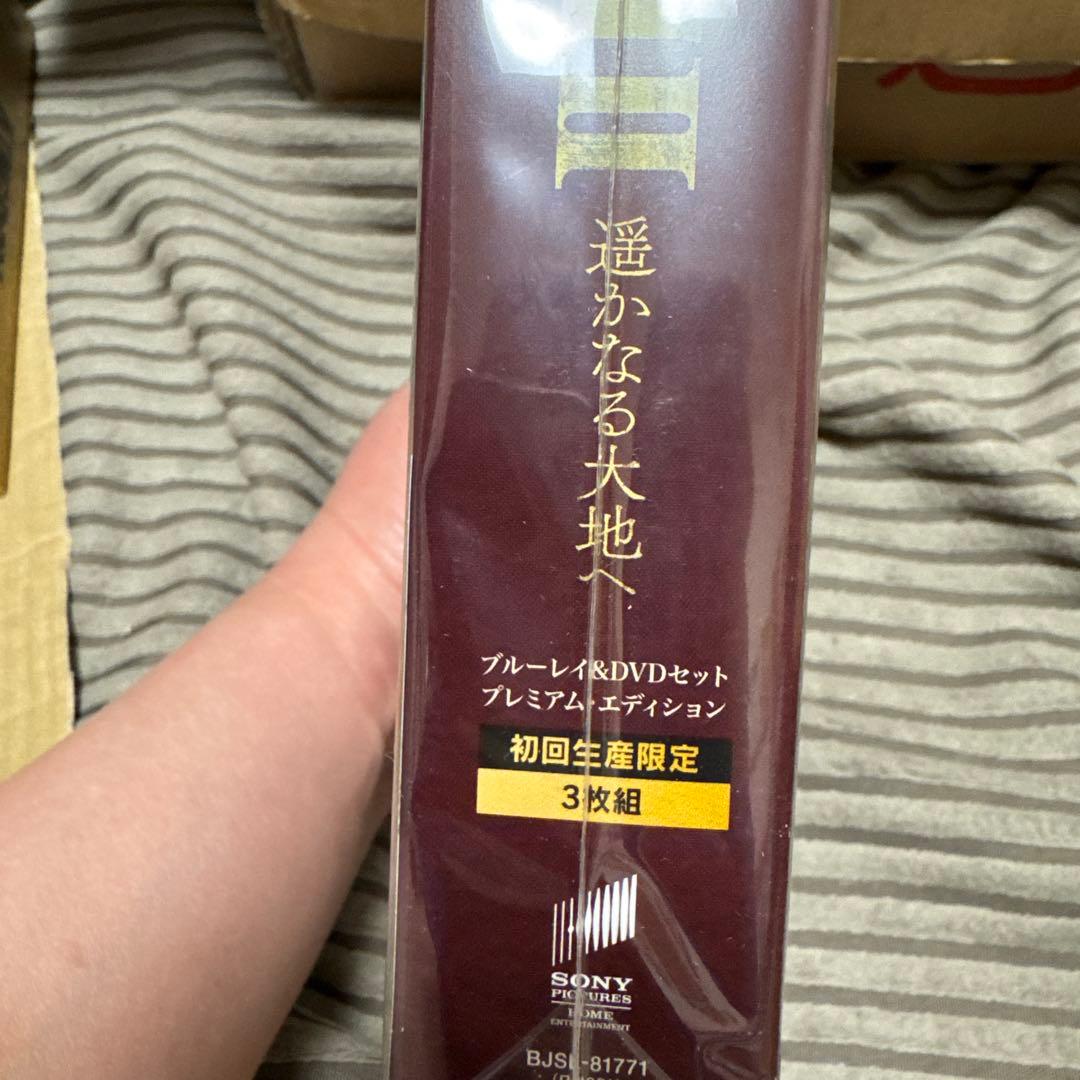 II
遥かなる大地へ
ブルーレイ&DVDセット
プレミアム・エディション
初回生産限定
3枚組
SONY
PICTURES
HOME
ENTERTAINMENT